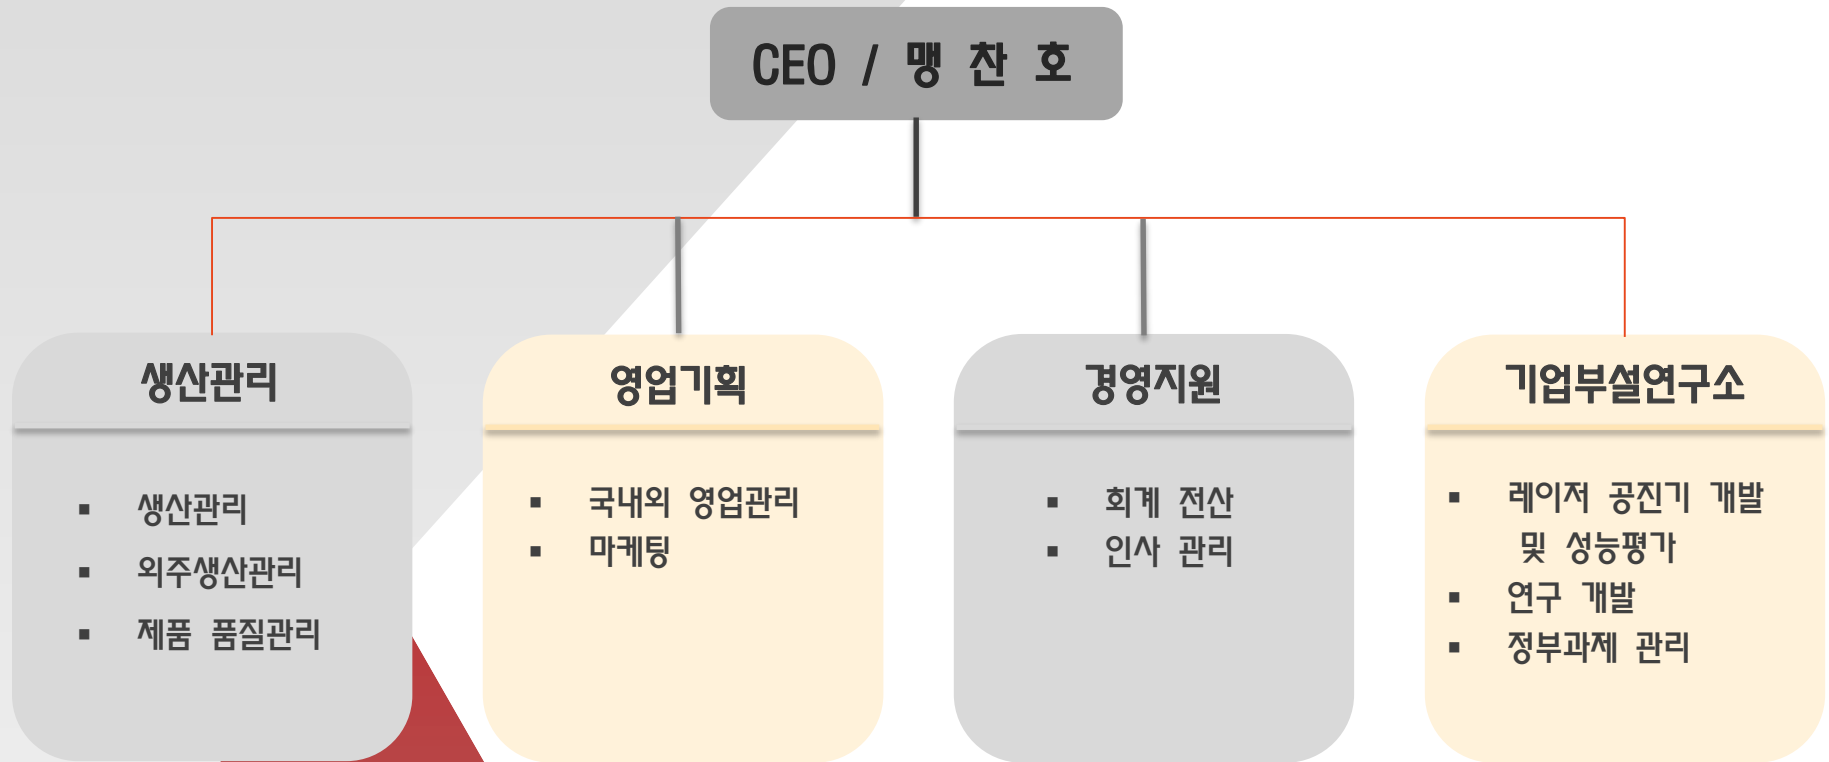 CEO / 맹 찬 호
생산관리
▪ 생산관리
▪ 외주생산관리
▪ 제품 품질관리
영업기획
▪ 국내외 영업관리
▪ 마케팅
경영지원
▪ 회계 전산
▪ 인사 관리
기업부설연구소
▪ 레이저 공진기 개발
및 성능평가
▪ 연구 개발
▪ 정부과제 관리